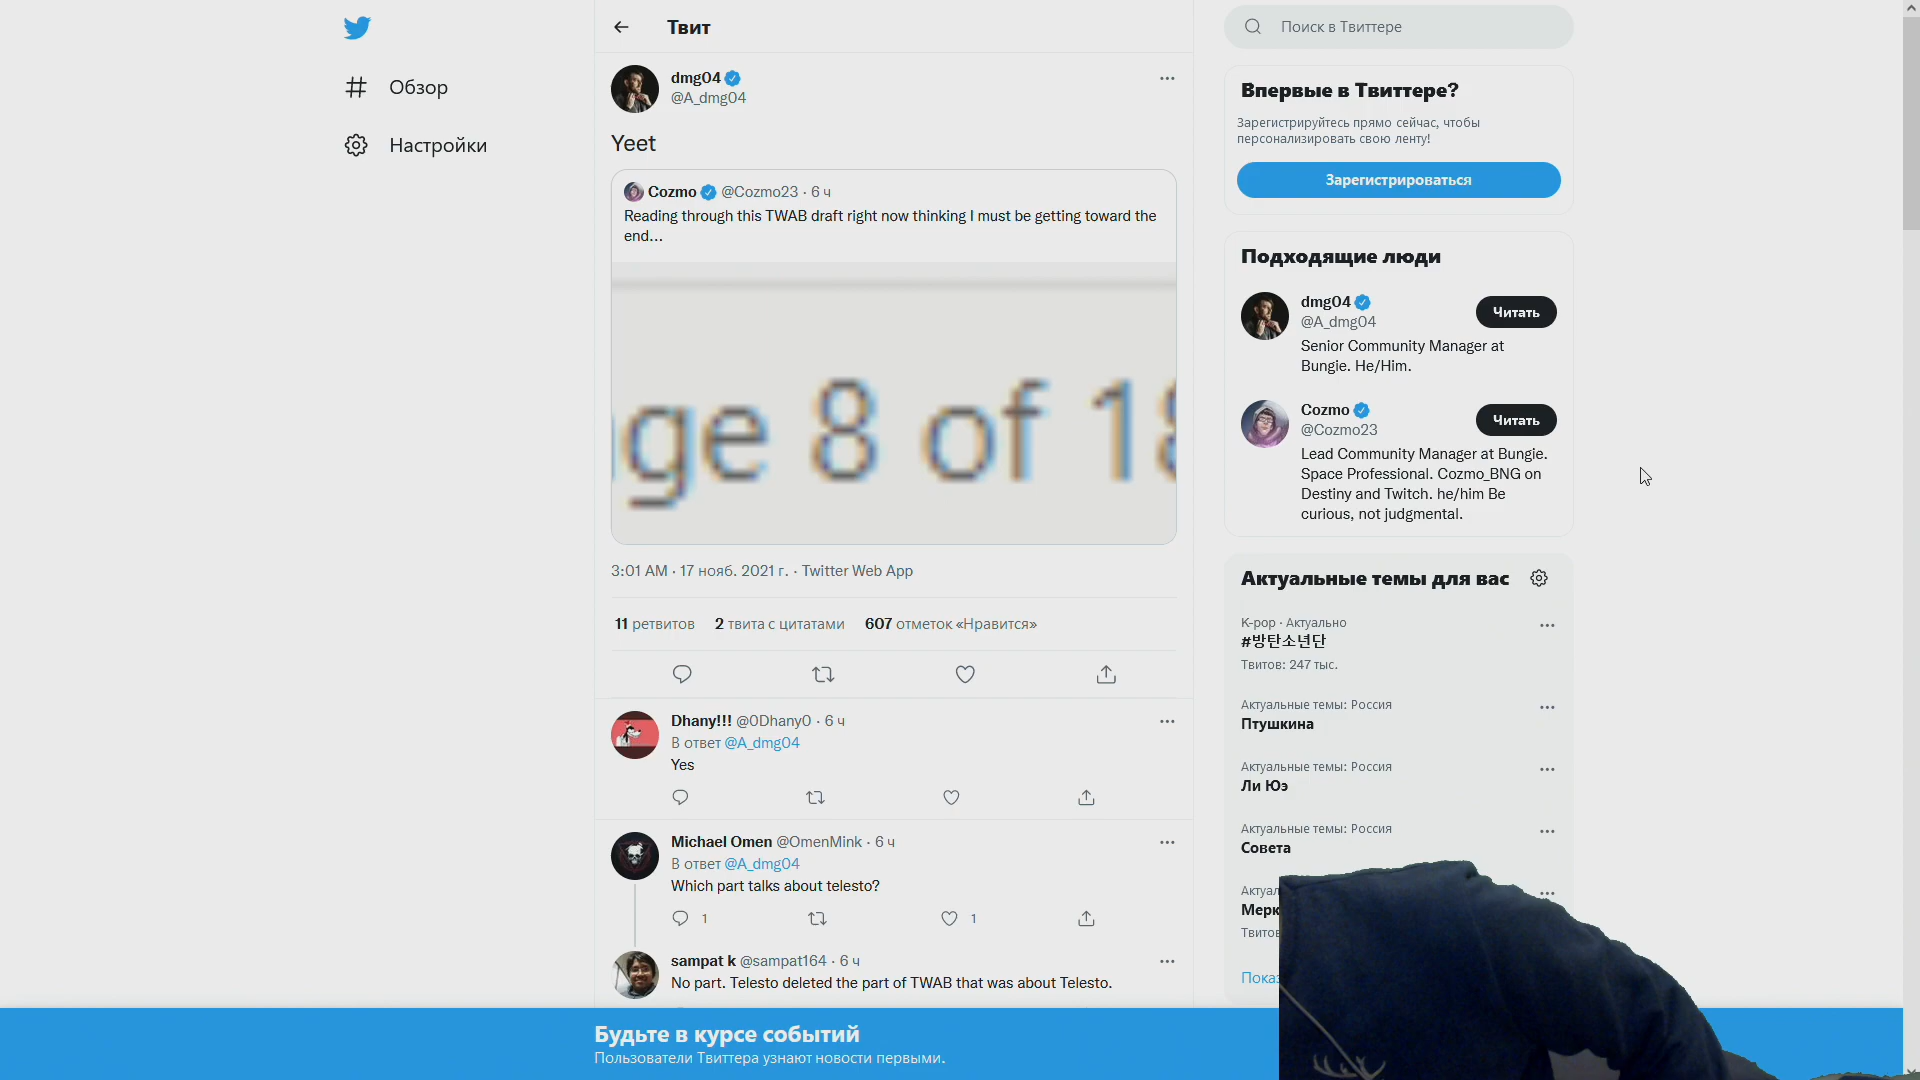 Обзор
Настройки
Твит
dmg04
@A_dmg04
Yeet
Cozmo @Cozmo23 · 6 ч
Reading through this TWAB draft right now thinking I must be getting toward the
end...
ge 8 of 18
3:01 AM · 17 нояб. 2021 г. · Twitter Web App
11 ретвитов 2 твита с цитатами 607 отметок «Нравится»
Dhany!!! @0Dhany0 · 6 ч
В ответ @A_dmg04
Yes
Michael Omen @OmenMink · 6 ч
В ответ @A_dmg04
Which part talks about telesto?
1 1
sampat k @sampat164 · 6 ч
No part. Telesto deleted the part of TWAB that was about Telesto.
Поиск в Твиттере
Впервые в Твиттере?
Зарегистрируйтесь прямо сейчас, чтобы
персонализировать свою ленту!
Зарегистрироваться
Подходящие люди
dmg04
@A_dmg04
Читать
Senior Community Manager at
Bungie. He/Him.
Cozmo
@Cozmo23
Читать
Lead Community Manager at Bungie.
Space Professional. Cozmo_BNG on
Destiny and Twitch. he/him Be
curious, not judgmental.
Актуальные темы для вас
K-pop · Актуально
#방탄소년단
Твитов: 247 тыс.
Актуальные темы: Россия
Птушкина
Актуальные темы: Россия
Ли Юэ
Актуальные темы: Россия
Совета
Будьте в курсе событий
Пользователи Твиттера узнают новости первыми.